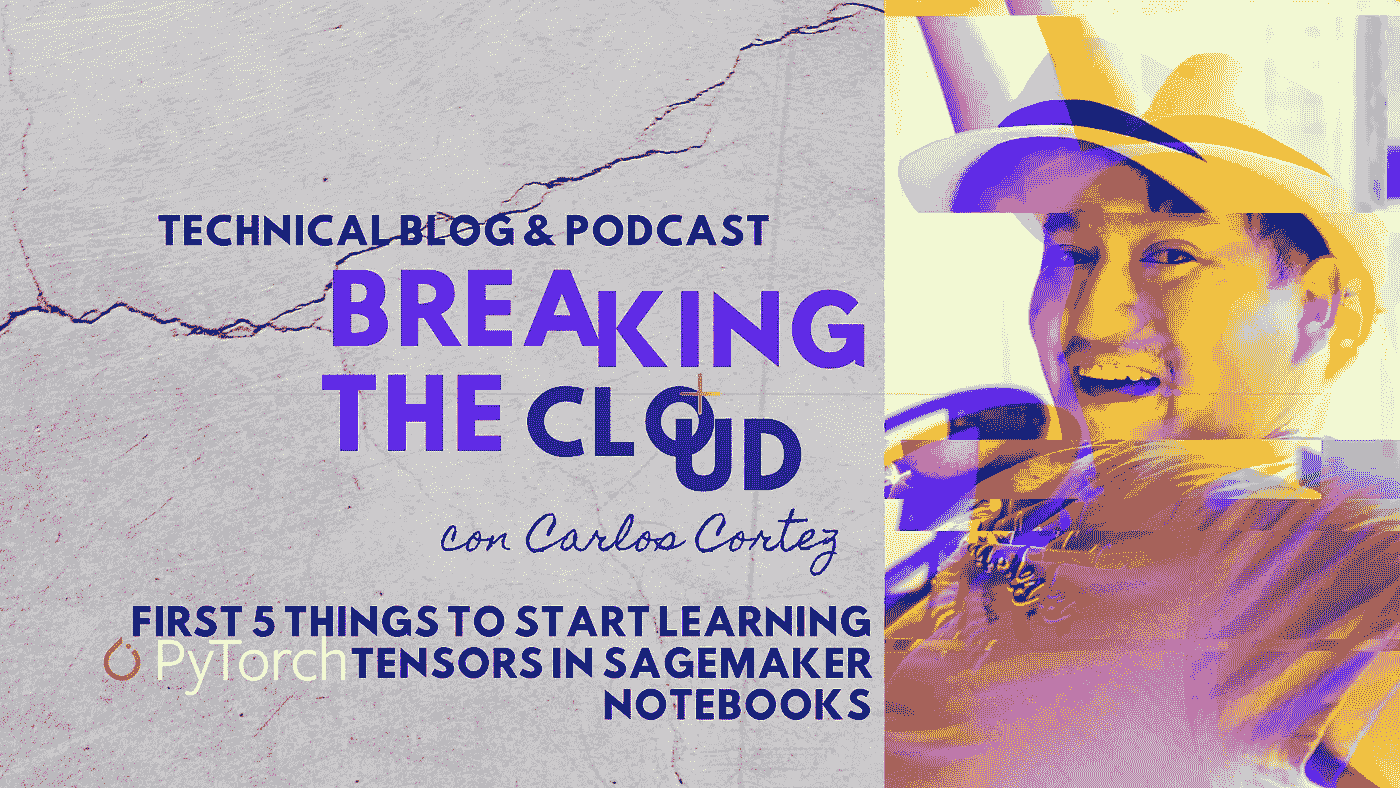 TECHNICAL BLOG & PODCAST
BREAKING
THE CLOUD
con Carlos Cortez
FIRST 5 THINGS TO START LEARNING
PyTorch TENSORS IN SAGEMAKER
NOTEBOOKS